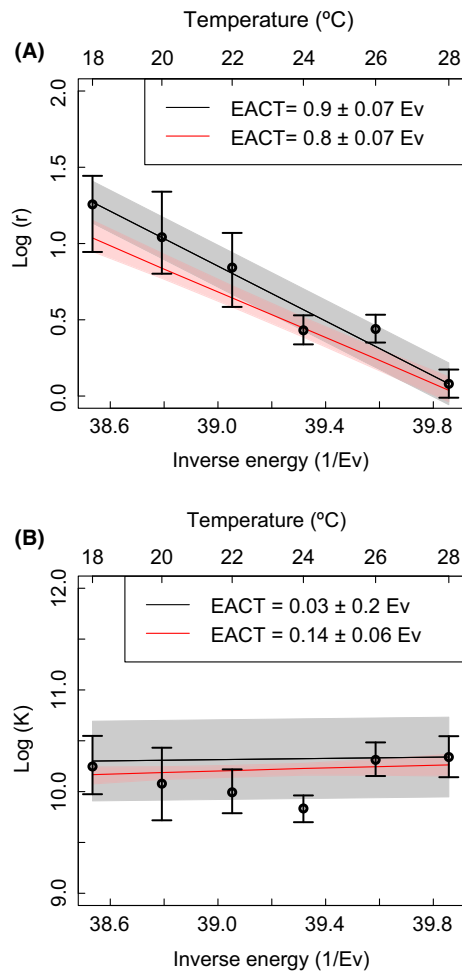 Temperature (ºC)
(A)
18 20 22 24 26 28
EACT= 0.9 ± 0.07 Ev
EACT= 0.8 ± 0.07 Ev
Log (r)
2.0
1.5
1.0
0.5
0.0
38.6 39.0 39.4 39.8
Inverse energy (1/Ev)
Temperature (ºC)
(B)
18 20 22 24 26 28
EACT = 0.03 ± 0.2 Ev
EACT = 0.14 ± 0.06 Ev
Log (K)
12.0
11.0
10.0
9.0
38.6 39.0 39.4 39.8
Inverse energy (1/Ev)